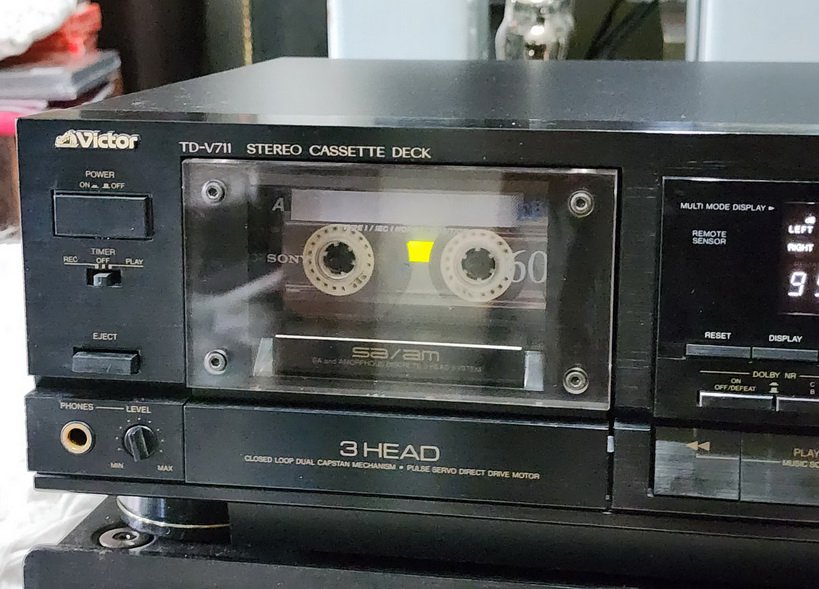 Victor
TD-V711 STEREO CASSETTE DECK
POWER
ON OFF
TIMER
OFF
REC PLAY
EJECT
PHONES LEVEL
MIN MAX
A
SONY
60
sa/am
SA and AMORPHOUS DISCRETE 3 HEAD SYSTEM
3 HEAD
CLOSED LOOP DUAL CAPSTAN MECHANISM • PULSE SERVO DIRECT DRIVE MOTOR
MULTI MODE DISPLAY
REMOTE
SENSOR
dB
LEFT
RIGHT
RESET DISPLAY
DOLBY NR
ON
OFF/DEFEAT
C
B
◀◀
PLAY